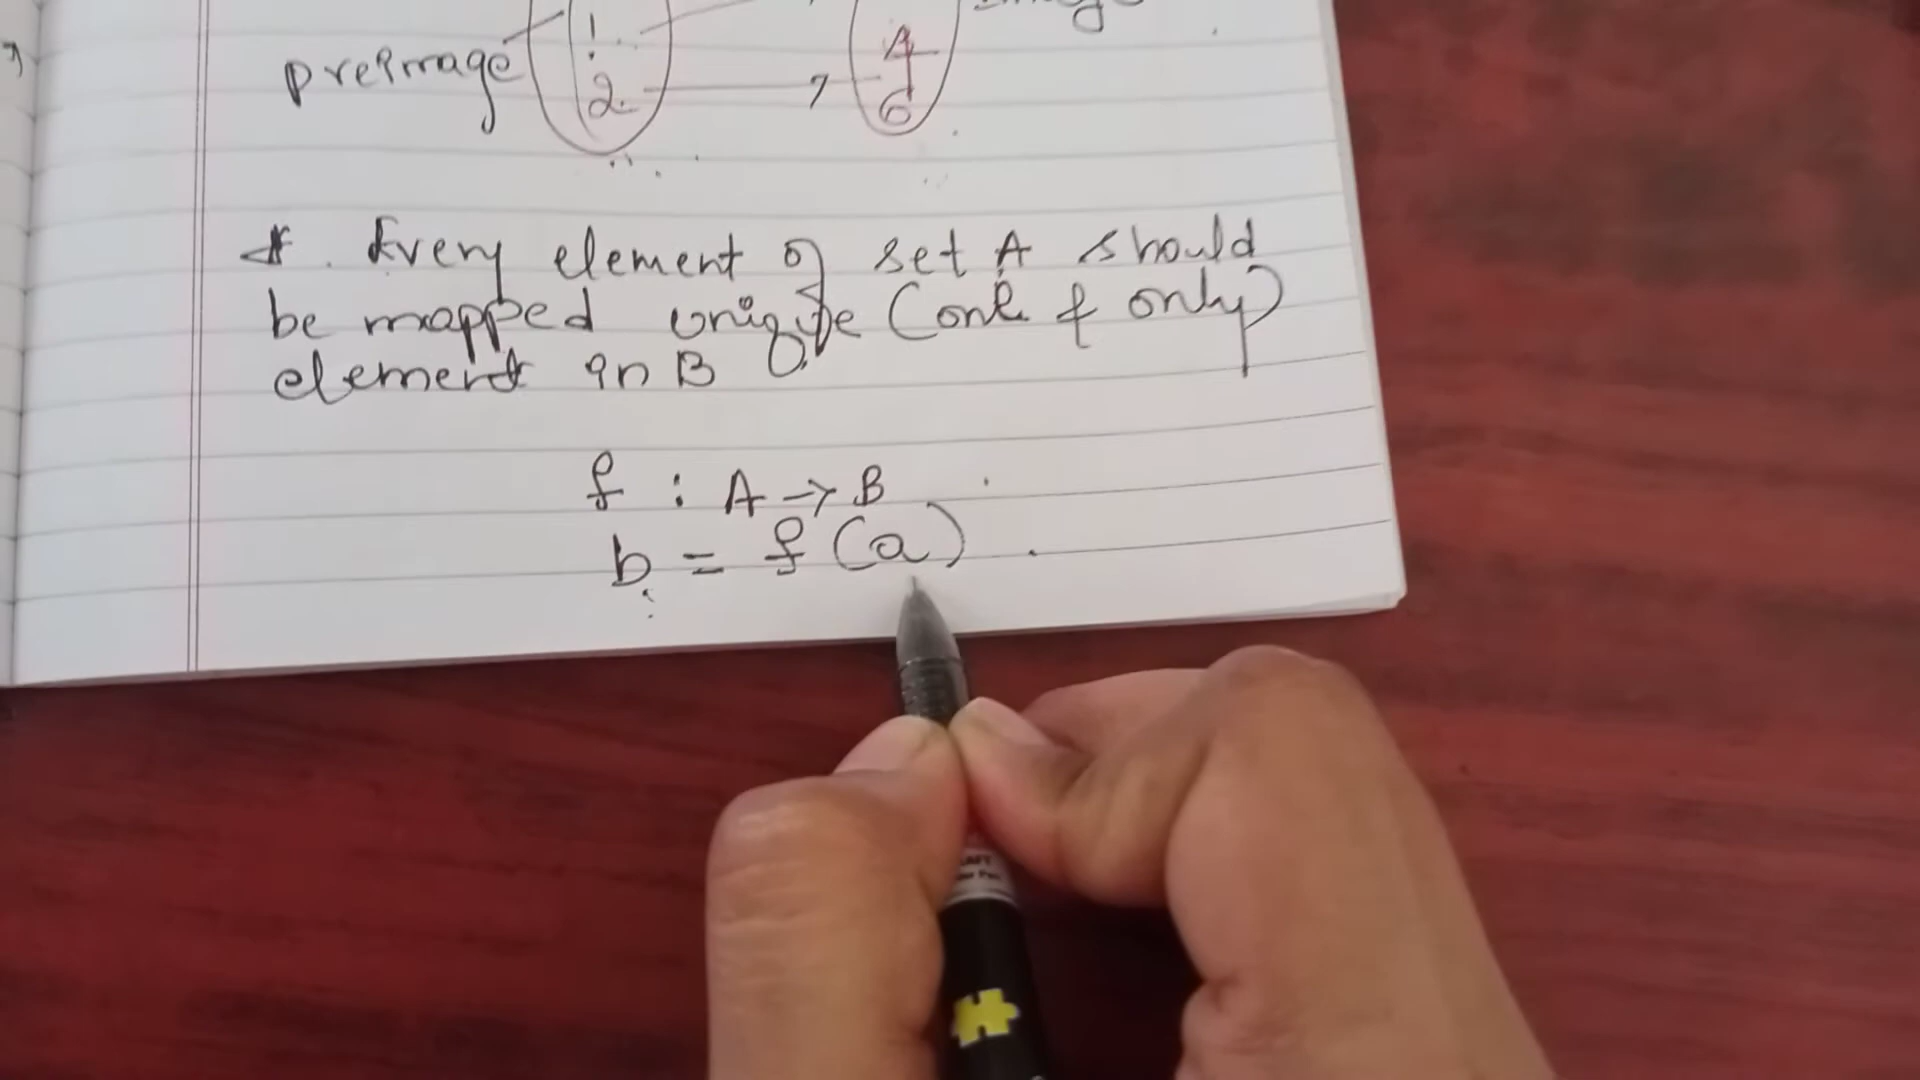 1
preimage 2 → 4
6
* Every element of set A should
be mapped unique (one & only)
element in B
f : A → B
b = f(a)